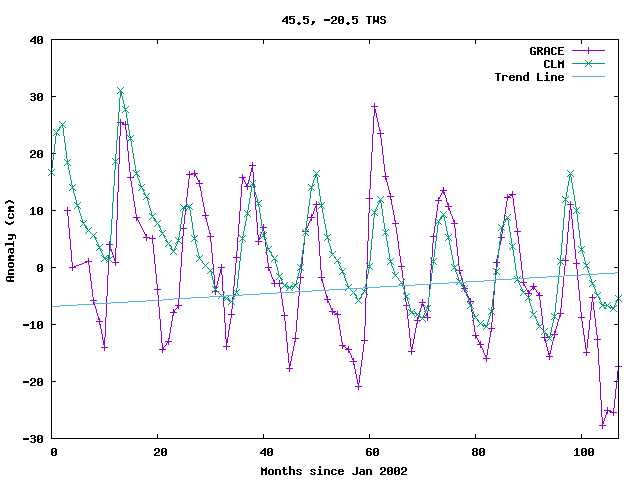 45.5, -20.5 TWS
GRACE
CLM
Trend Line
Anomaly (cm)
40
30
20
10
0
-10
-20
-30
0 20 40 60 80 100
Months since Jan 2002